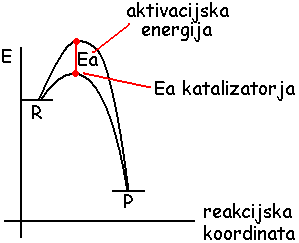 aktivacijska
energija
E
Ea
Ea katalizatorja
R
P
reakcijska
koordinata